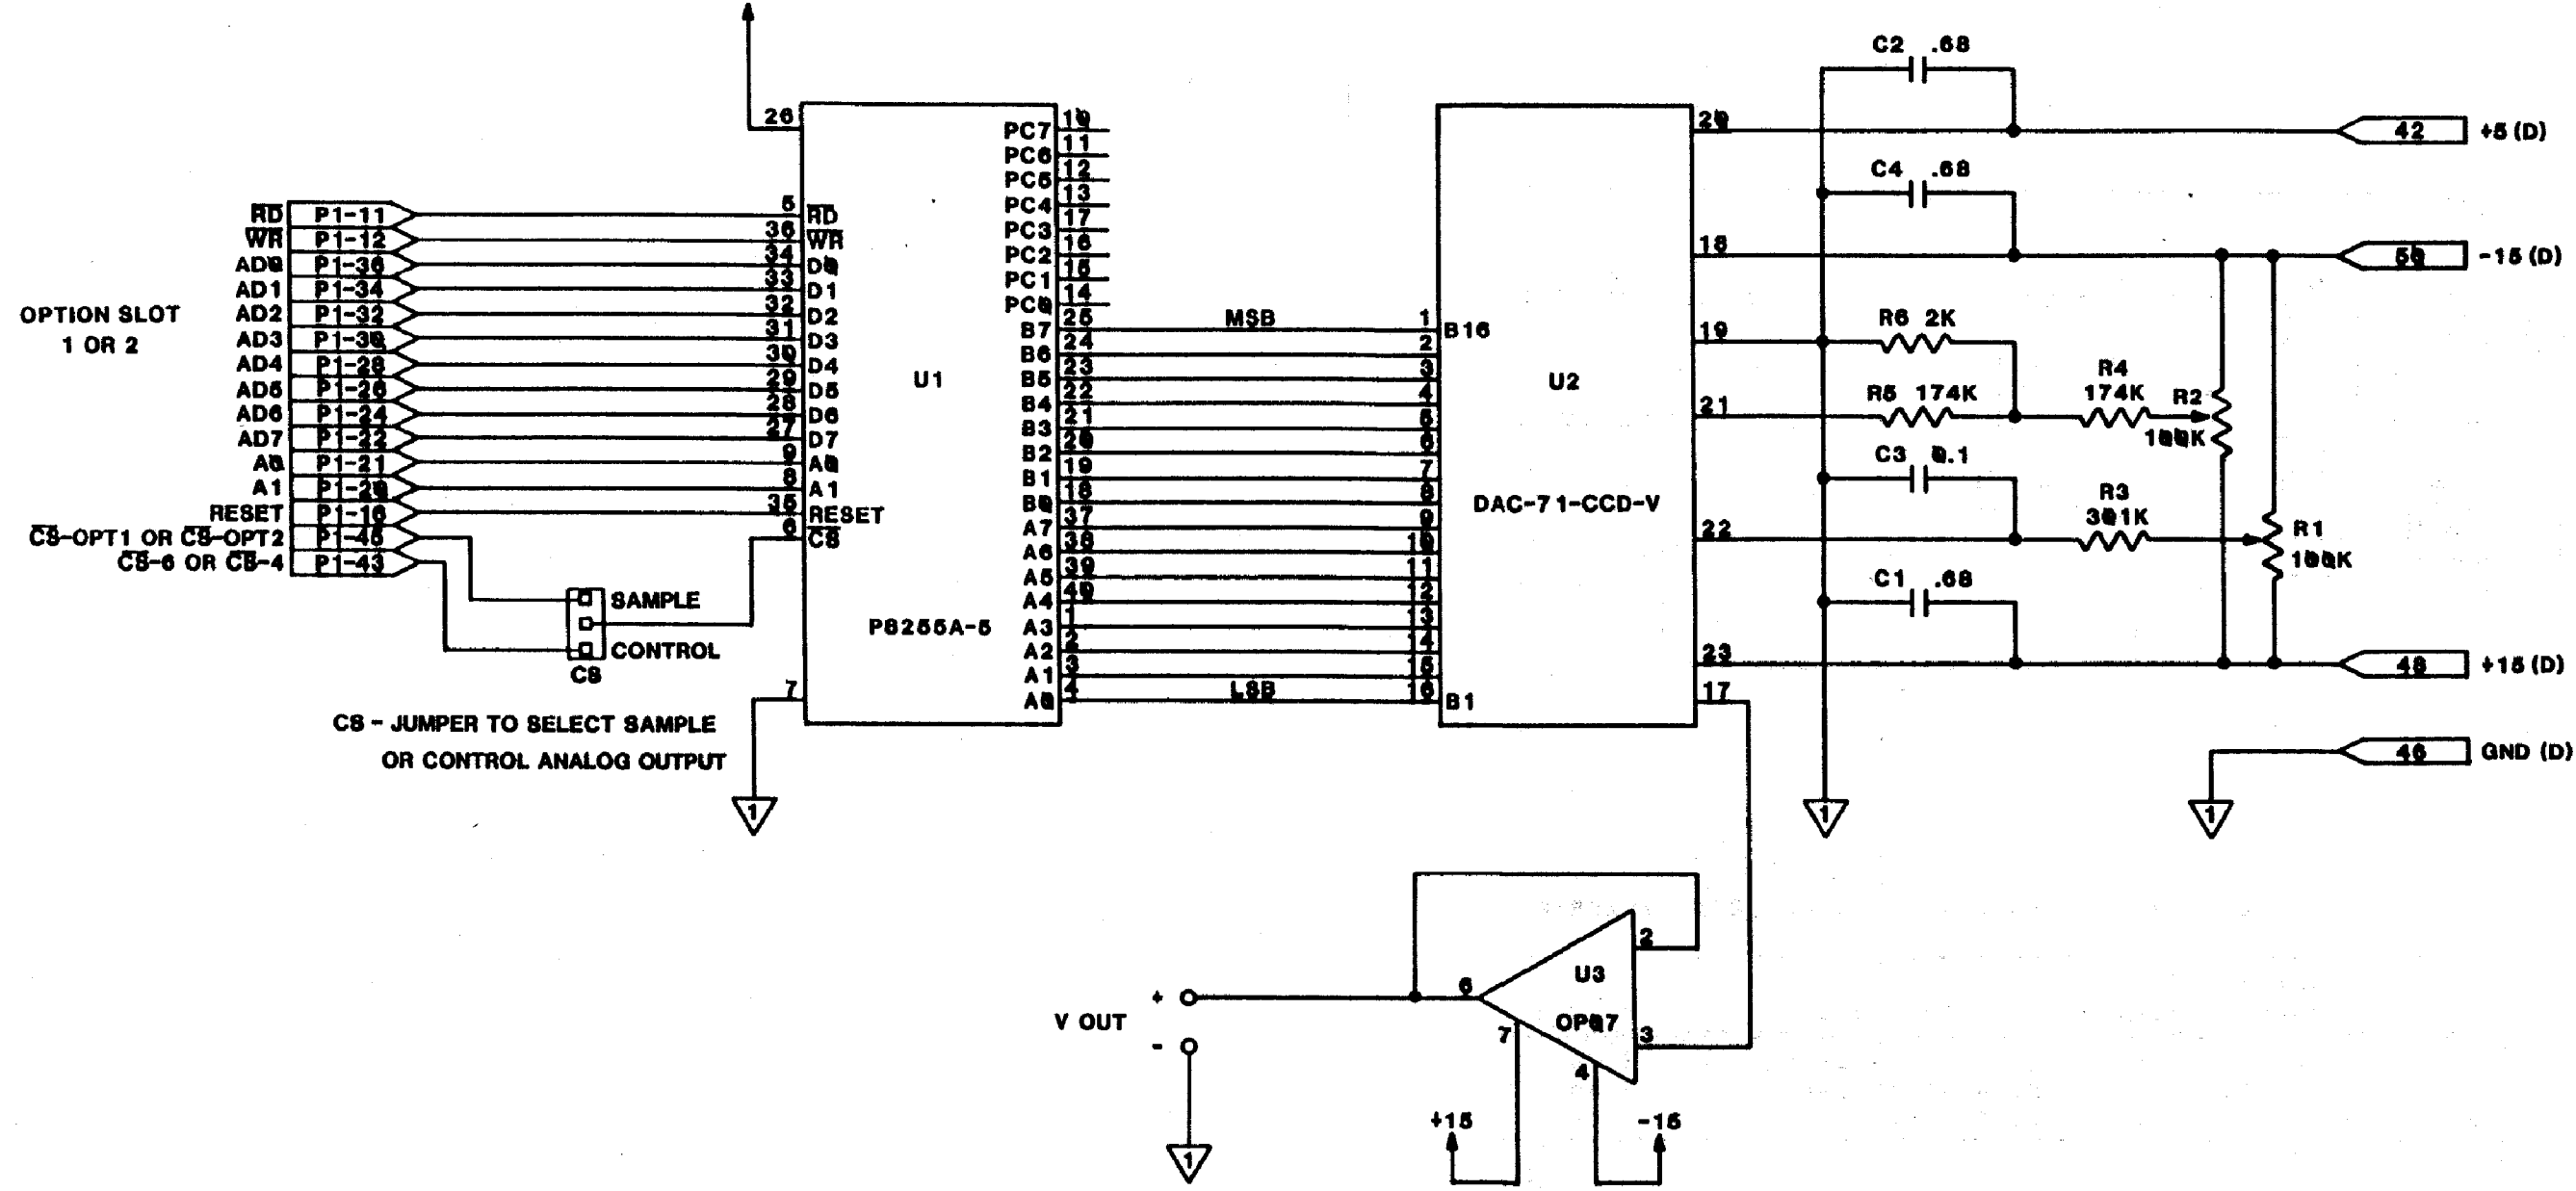 OPTION SLOT
1 OR 2
RD P1-11
WR P1-12
AD0 P1-36
AD1 P1-34
AD2 P1-32
AD3 P1-30
AD4 P1-28
AD5 P1-26
AD6 P1-24
AD7 P1-22
A0 P1-21
A1 P1-20
RESET P1-16
CS-OPT1 OR CS-OPT2 P1-45
CS-6 OR CS-4 P1-43
SAMPLE
CONTROL
CS
CS - JUMPER TO SELECT SAMPLE
OR CONTROL ANALOG OUTPUT
1
26
5 RD
36 WR
34 D0
33 D1
32 D2
31 D3
30 D4
29 D5
28 D6
27 D7
9 A0
8 A1
35 RESET
6 CS
7
U1
P8255A-5
PC7 10
PC6 11
PC5 12
PC4 13
PC3 17
PC2 16
PC1 15
PC0 14
B7 25
B6 24
B5 23
B4 22
B3 21
B2 20
B1 19
B0 18
A7 37
A6 38
A5 39
A4 40
A3 1
A2 2
A1 3
A0 4
MSB
LSB
1 B16
2
3
4
5
6
7
8
9
10
11
12
13
14
15
16 B1
U2
DAC-71-CCD-V
20
18
19
21
22
23
17
C2 .68
C4 .68
R6 2K
R5 174K
R4
174K
R2
100K
C3 0.1
R3
301K
R1
100K
C1 .68
1
42 +5 (D)
50 -15 (D)
48 +15 (D)
46 GND (D)
1
2
U3
6
OP07
7
3
4
+15
-15
+
V OUT
-
1